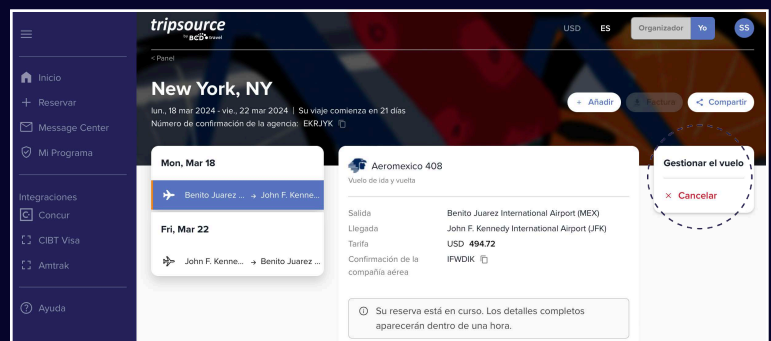 tripsource
by BCD travel
USD
ES
Organizador
Yo
SS
< Panel
Inicio
Reservar
Message Center
Mi Programa
Integraciones
Concur
CIBT Visa
Amtrak
Ayuda
New York, NY
lun., 18 mar 2024 - vie., 22 mar 2024 | Su viaje comienza en 21 días
Número de confirmación de la agencia: EKRJYK
+ Añadir
Factura
Compartir
Mon, Mar 18
Benito Juarez ... → John F. Kenne...
Fri, Mar 22
John F. Kenne... → Benito Juarez ...
Aeromexico 408
Vuelo de ida y vuelta
Salida Benito Juarez International Airport (MEX)
Llegada John F. Kennedy International Airport (JFK)
Tarifa USD 494.72
Confirmación de la IFWDIK
compañía aérea
Su reserva está en curso. Los detalles completos
aparecerán dentro de una hora.
Gestionar el vuelo
× Cancelar